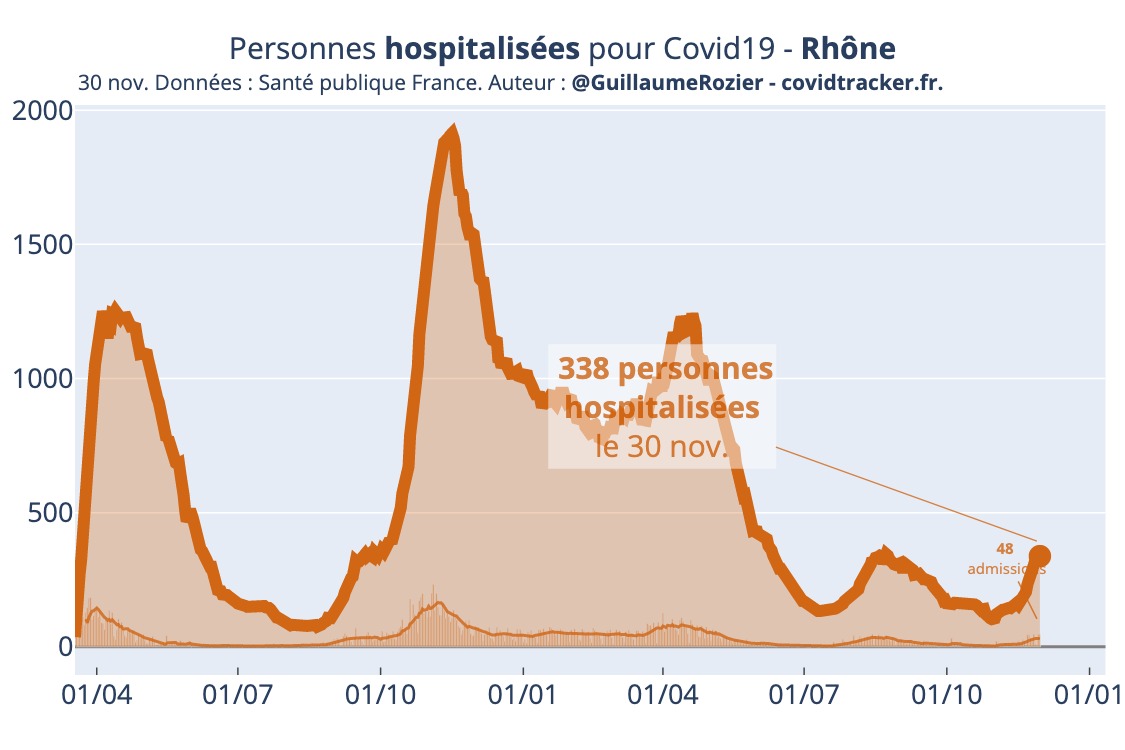 Personnes hospitalisées pour Covid19 - Rhône
30 nov. Données : Santé publique France. Auteur : @GuillaumeRozier - covidtracker.fr.
2000
1500
1000
500
0
338 personnes
hospitalisées
le 30 nov.
48
admissions
01/04 01/07 01/10 01/01 01/04 01/07 01/10 01/01